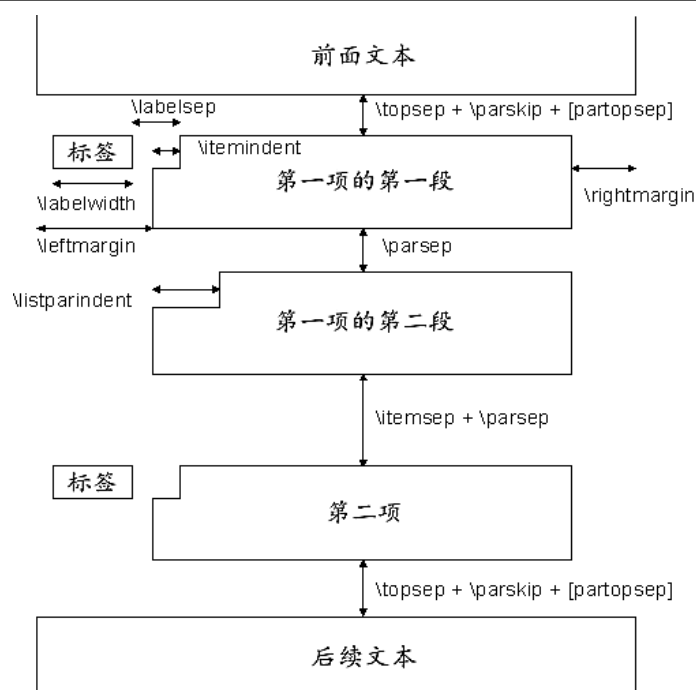 前面文本
\labelsep
\topsep + \parskip + [partopsep]
标签
\itemindent
第一项的第一段
\labelwidth
\rightmargin
\leftmargin
\parsep
\listparindent
第一项的第二段
\itemsep + \parsep
标签
第二项
\topsep + \parskip + [partopsep]
后续文本